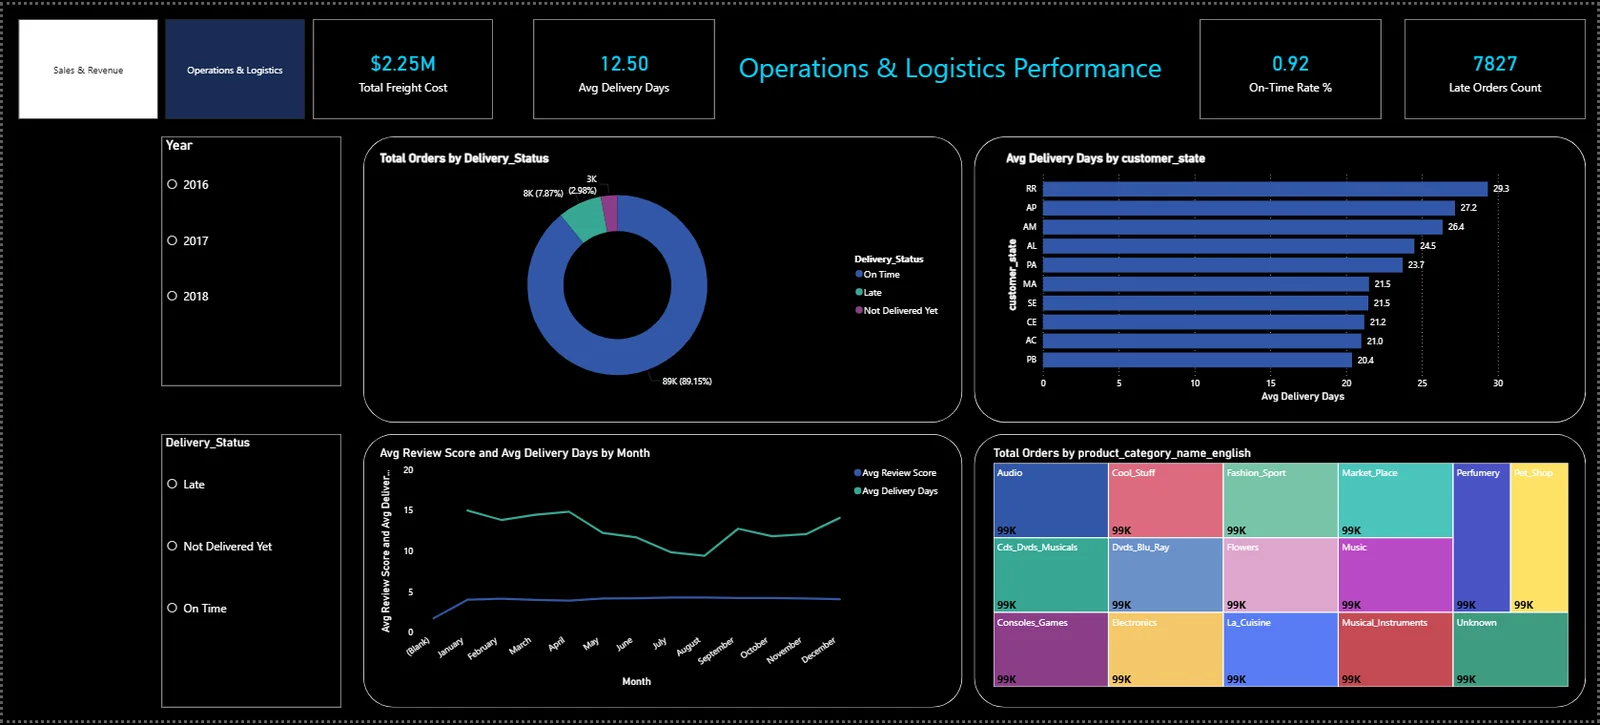 Sales & Revenue
Operations & Logistics
$2.25M
Total Freight Cost
12.50
Avg Delivery Days
Operations & Logistics Performance
0.92
On-Time Rate %
7827
Late Orders Count
Year
2016
2017
2018
Total Orders by Delivery_Status
3K
(2.98%)
8K (7.87%)
89K (89.15%)
Delivery_Status
On Time
Late
Not Delivered Yet
Avg Delivery Days by customer_state
customer_state
RR 29.3
AP 27.2
AM 26.4
AL 24.5
PA 23.7
MA 21.5
SE 21.5
CE 21.2
AC 21.0
PB 20.4
0 5 10 15 20 25 30
Avg Delivery Days
Delivery_Status
Late
Not Delivered Yet
On Time
Avg Review Score and Avg Delivery Days by Month
Avg Review Score
Avg Delivery Days
Avg Review Score and Avg Deliver...
20
15
10
5
0
(Blank) January February March April May June July August September October November December
Month
Total Orders by product_category_name_english
Audio
99K
Cool_Stuff
99K
Fashion_Sport
99K
Market_Place
99K
Perfumery
99K
Pet_Shop
99K
Cds_Dvds_Musicals
99K
Dvds_Blu_Ray
99K
Flowers
99K
Music
99K
Consoles_Games
99K
Electronics
99K
La_Cuisine
99K
Musical_Instruments
99K
Unknown
99K